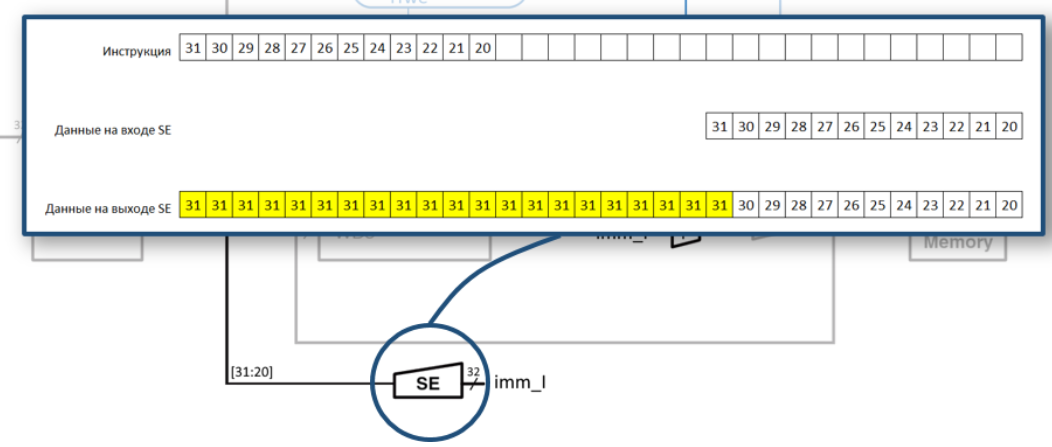 Инструкция 31 30 29 28 27 26 25 24 23 22 21 20
Данные на входе SE 31 30 29 28 27 26 25 24 23 22 21 20
Данные на выходе SE 31 31 31 31 31 31 31 31 31 31 31 31 31 31 31 31 31 31 31 31 31 30 29 28 27 26 25 24 23 22 21 20
Memory
[31:20]
SE
32
imm_I